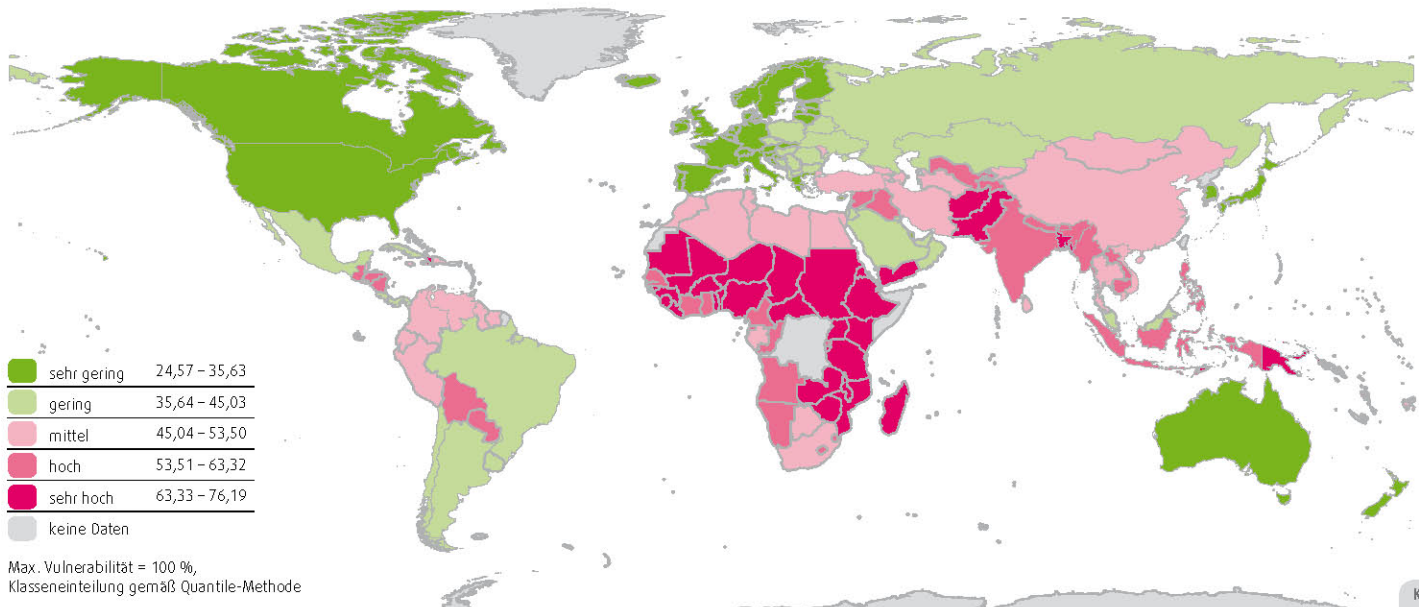 sehr gering 24,57 – 35,63
gering 35,64 – 45,03
mittel 45,04 – 53,50
hoch 53,51 – 63,32
sehr hoch 63,33 – 76,19
keine Daten
Max. Vulnerabilität = 100 %,
Klasseneinteilung gemäß Quantile-Methode
K